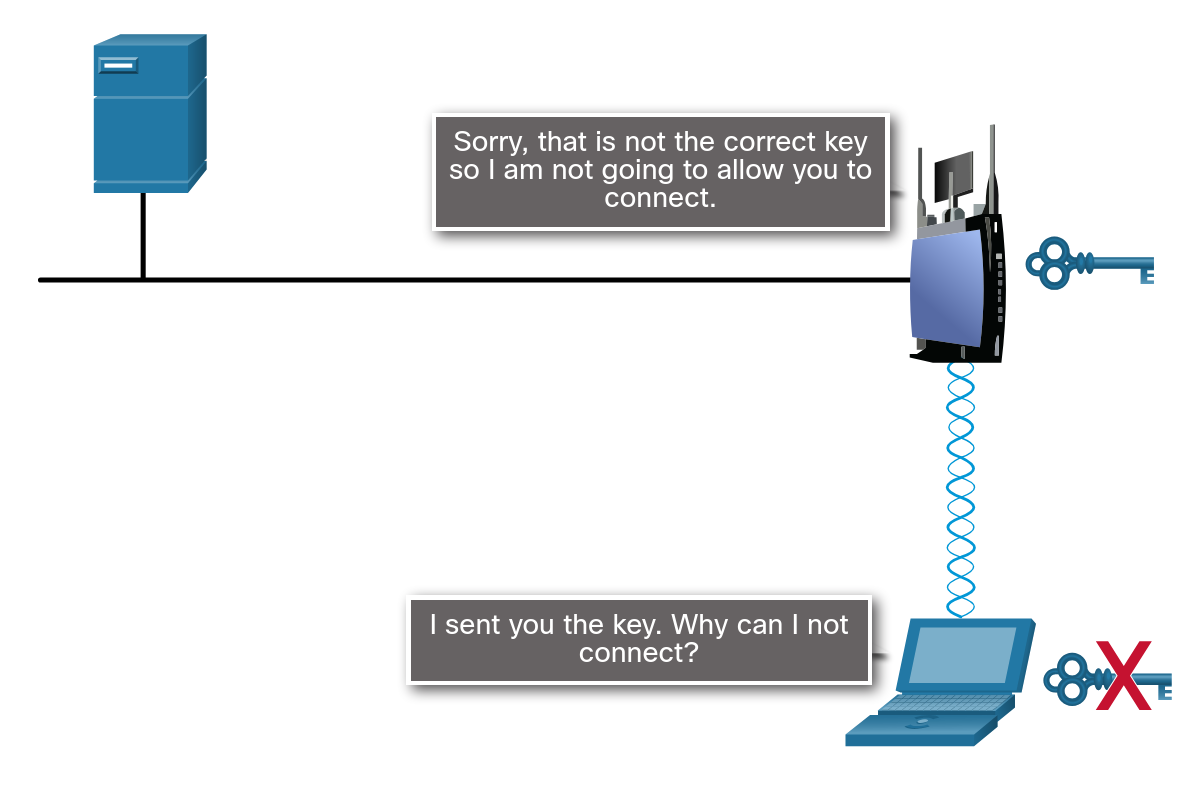 Sorry, that is not the correct key
so I am not going to allow you to
connect.
I sent you the key. Why can I not
connect?
X